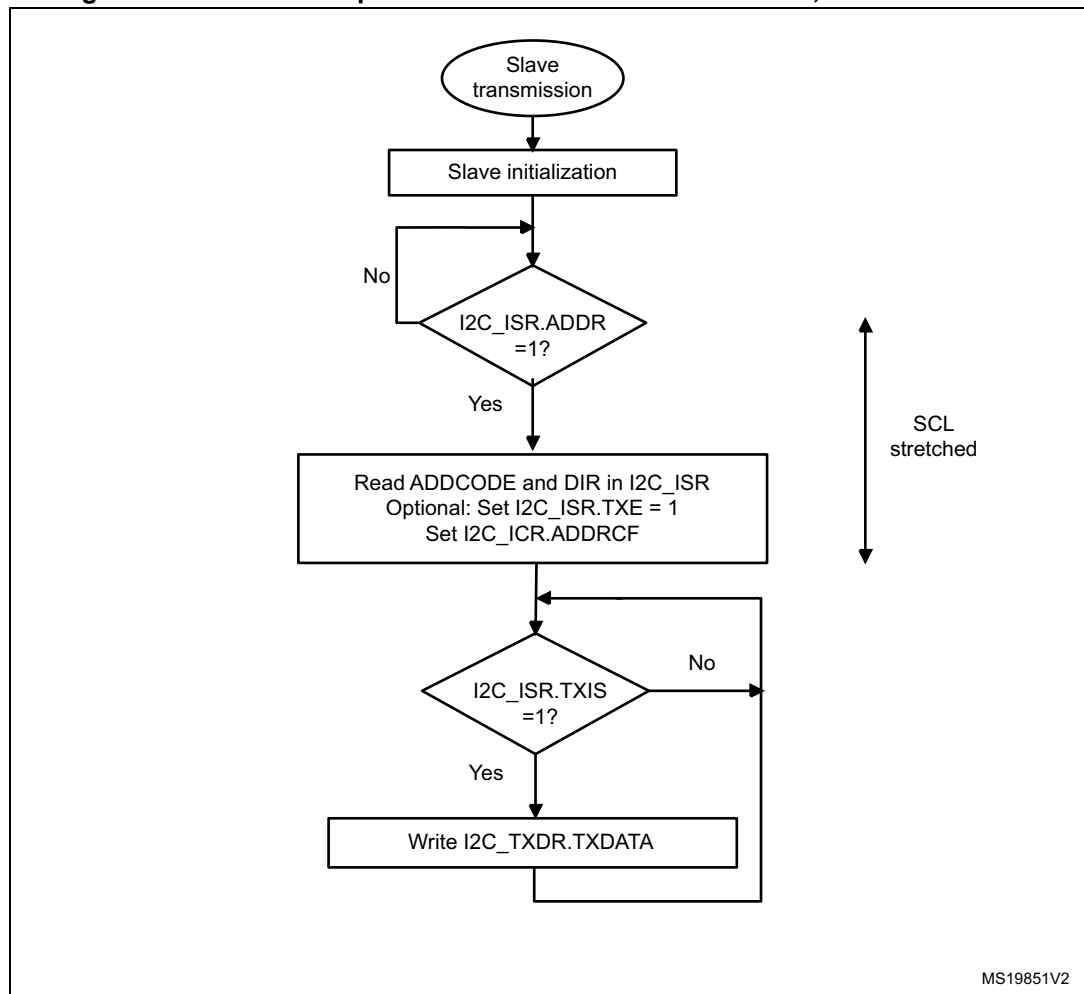 Slave
transmission
Slave initialization
No
I2C_ISR.ADDR
=1?
Yes
SCL
stretched
Read ADDCODE and DIR in I2C_ISR
Optional: Set I2C_ISR.TXE = 1
Set I2C_ICR.ADDRCF
No
I2C_ISR.TXIS
=1?
Yes
Write I2C_TXDR.TXDATA
MS19851V2